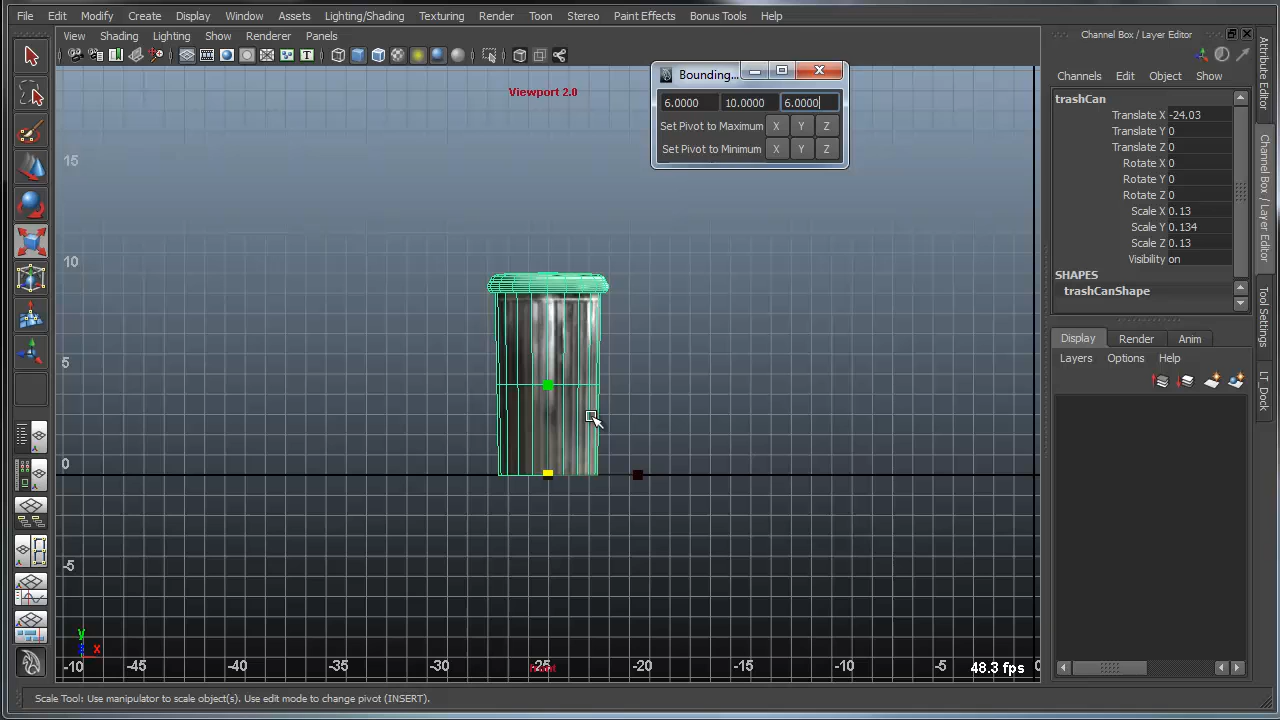 File Edit Modify Create Display Window Assets Lighting/Shading Texturing Render Toon Stereo Paint Effects Bonus Tools Help
View Shading Lighting Show Renderer Panels
Viewport 2.0
Bounding...
6.0000 10.0000 6.0000
Set Pivot to Maximum X Y Z
Set Pivot to Minimum X Y Z
15
10
5
0
-5
-10 -45 -40 -35 -30 -25 -20 -15 -10 -5 0
front
y
x
48.3 fps
Channel Box / Layer Editor
Channels Edit Object Show
trashCan
Translate X -24.03
Translate Y 0
Translate Z 0
Rotate X 0
Rotate Y 0
Rotate Z 0
Scale X 0.13
Scale Y 0.134
Scale Z 0.13
Visibility on
SHAPES
trashCanShape
Display Render Anim
Layers Options Help
Attribute Editor
Channel Box / Layer Editor
Tool Settings
LT_Dock
Scale Tool: Use manipulator to scale object(s). Use edit mode to change pivot (INSERT).